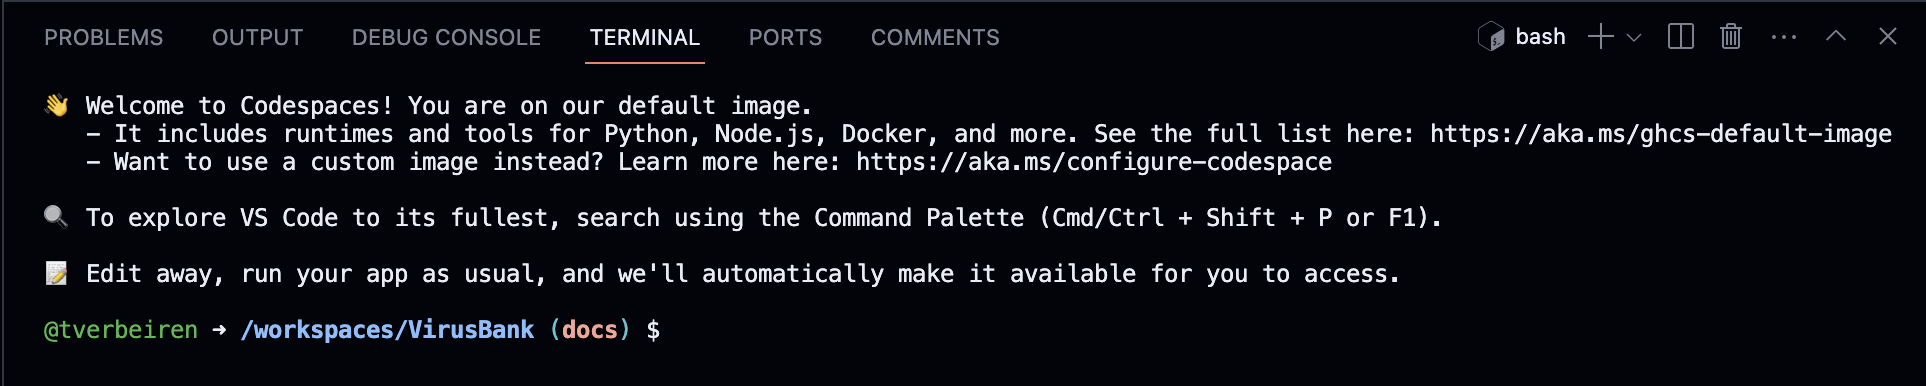 PROBLEMS OUTPUT DEBUG CONSOLE TERMINAL PORTS COMMENTS bash
👋 Welcome to Codespaces! You are on our default image.
- It includes runtimes and tools for Python, Node.js, Docker, and more. See the full list here: https://aka.ms/ghcs-default-image
- Want to use a custom image instead? Learn more here: https://aka.ms/configure-codespace
🔍 To explore VS Code to its fullest, search using the Command Palette (Cmd/Ctrl + Shift + P or F1).
📝 Edit away, run your app as usual, and we'll automatically make it available for you to access.
@tverbeiren ➜ /workspaces/VirusBank (docs) $